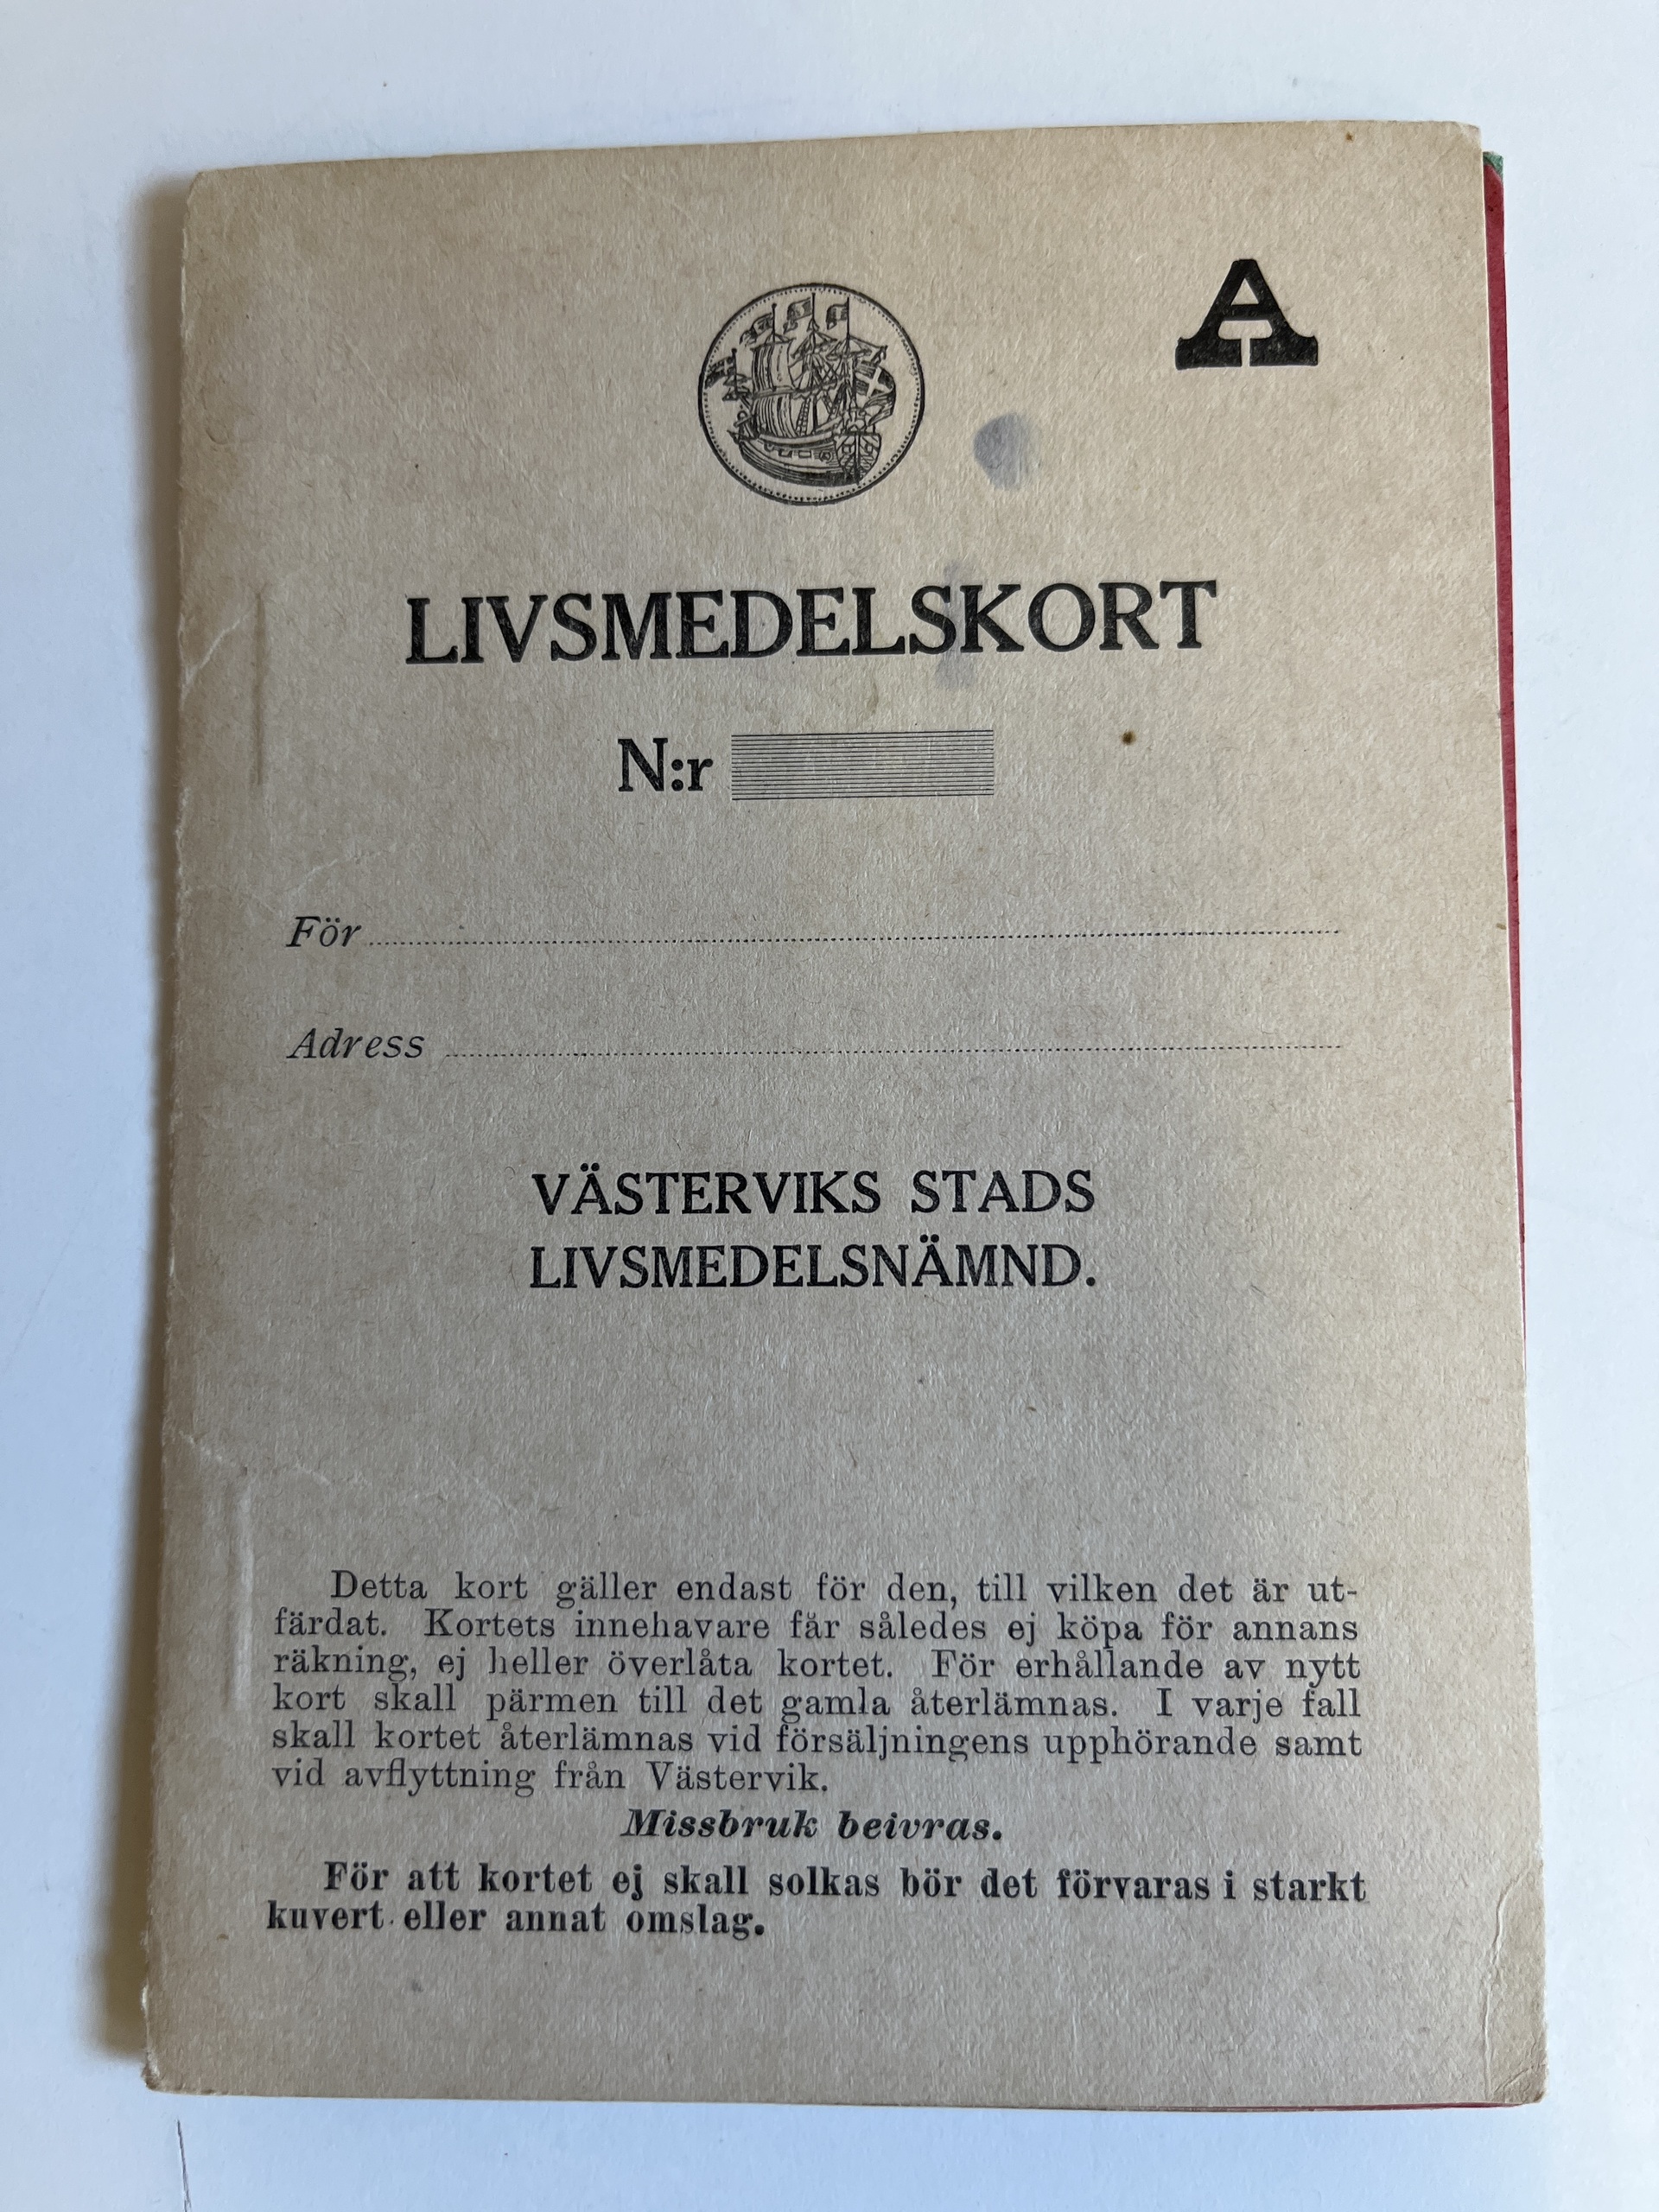 A
LIVSMEDELSKORT
N:r
För
Adress
VÄSTERVIKS STADS
LIVSMEDELSNÄMND.
Detta kort gäller endast för den, till vilken det är ut-
färdat. Kortets innehavare får således ej köpa för annans
räkning, ej heller överlåta kortet. För erhållande av nytt
kort skall pärmen till det gamla återlämnas. I varje fall
skall kortet återlämnas vid försäljningens upphörande samt
vid avflyttning från Västervik.
Missbruk beivras.
För att kortet ej skall solkas bör det förvaras i starkt
kuvert eller annat omslag.